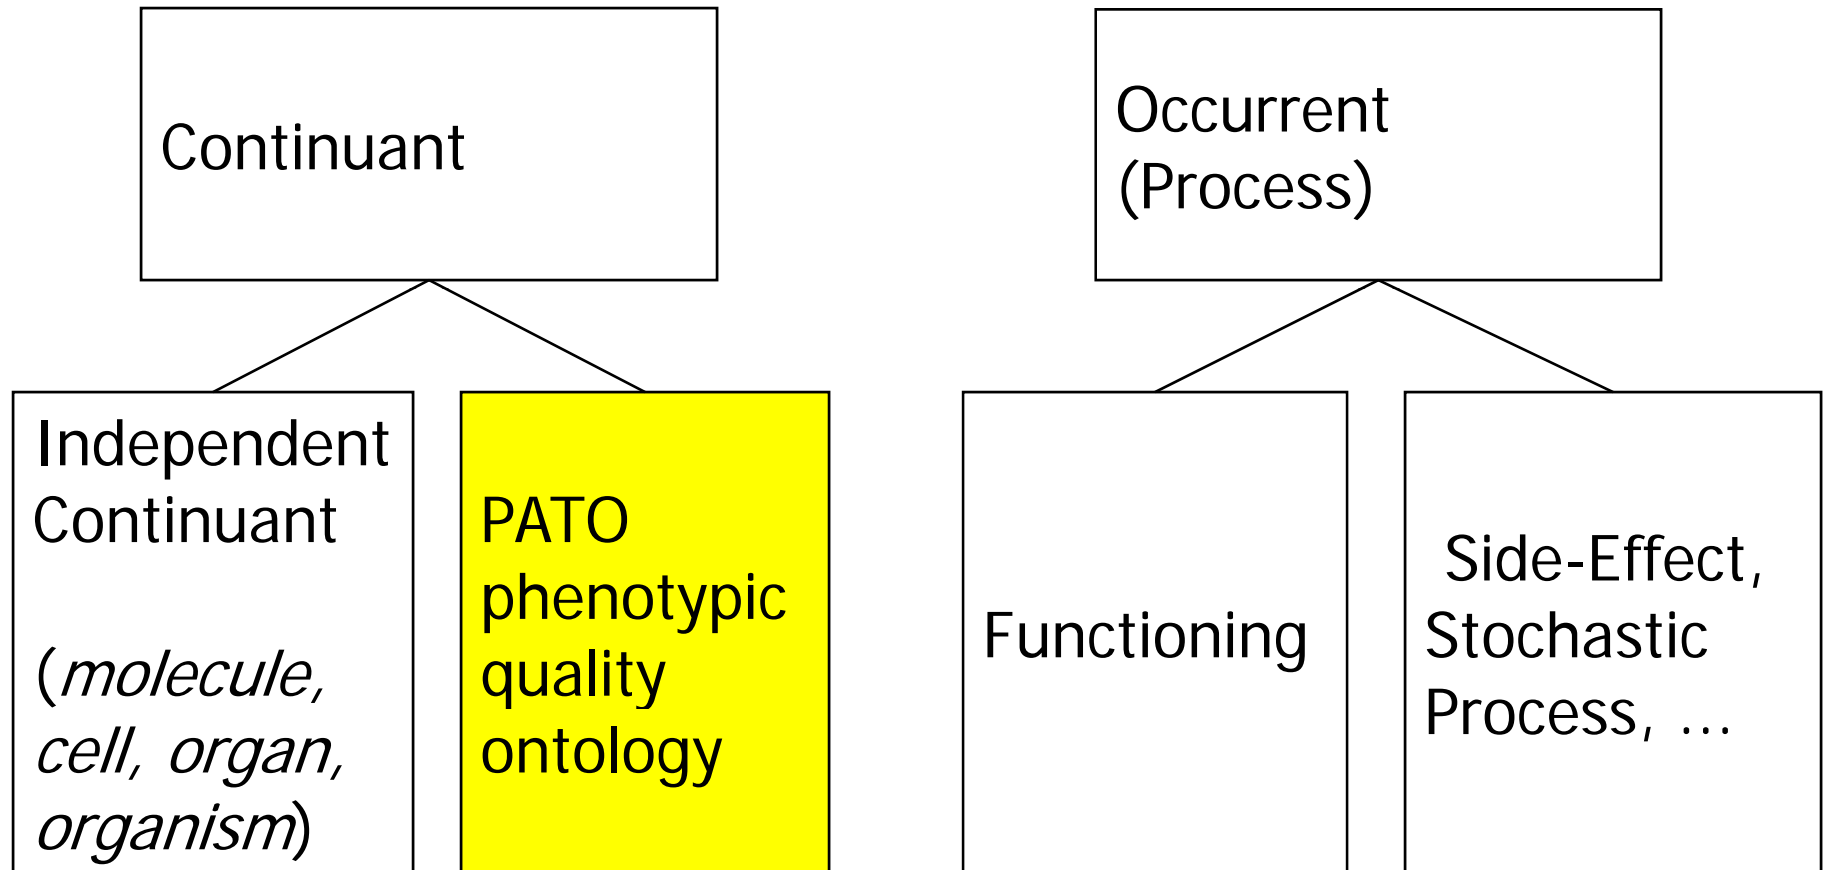 Continuant
Occurrent
(Process)
Independent
Continuant
(molecule,
cell, organ,
organism)
PATO
phenotypic
quality
ontology
Functioning
Side-Effect,
Stochastic
Process, ...